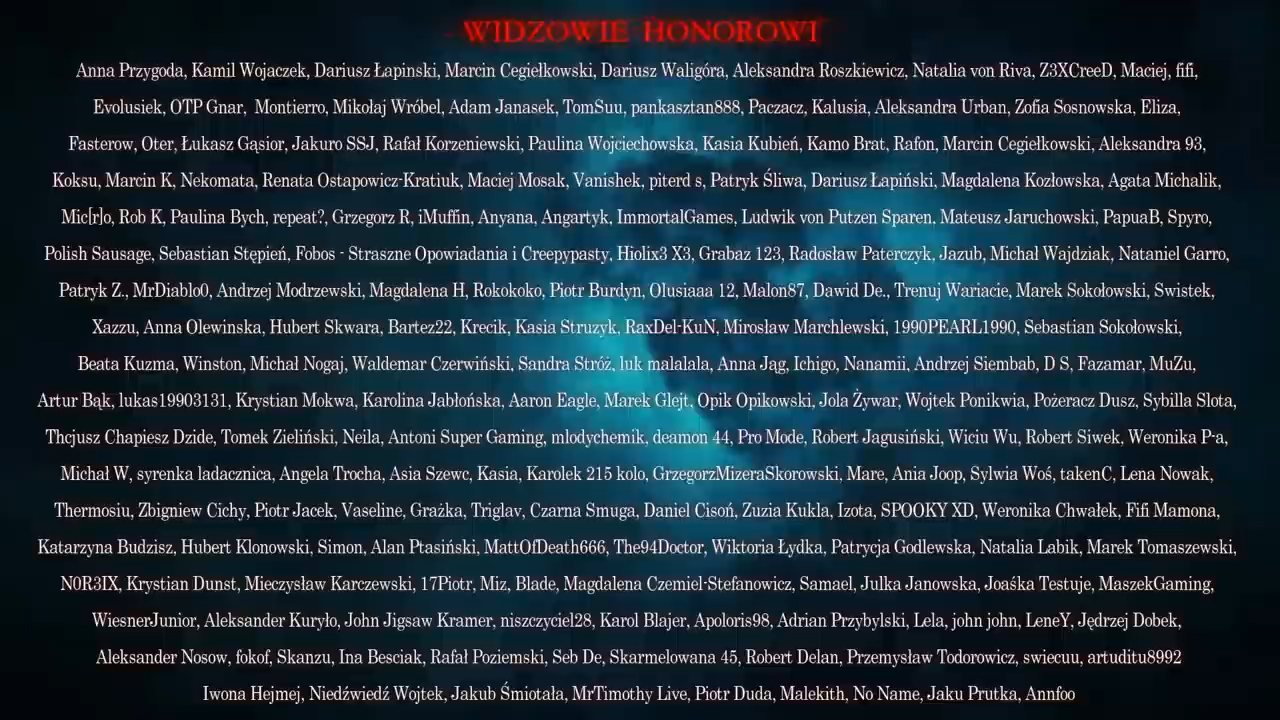 WIDZOWIE HONOROWI
Anna Przygoda, Kamil Wojaczek, Dariusz Łapinski, Marcin Cegiełkowski, Dariusz Waligóra, Aleksandra Roszkiewicz, Natalia von Riva, Z3XCreeD, Maciej, fifi,
Evolusiek, OTP Gnar, Montierro, Mikołaj Wróbel, Adam Janasek, TomSuu, pankasztan888, Paczacz, Kalusia, Aleksandra Urban, Zofia Sosnowska, Eliza,
Fasterow, Oter, Łukasz Gąsior, Jakuro SSJ, Rafał Korzeniewski, Paulina Wojciechowska, Kasia Kubień, Kamo Brat, Rafon, Marcin Cegiełkowski, Aleksandra 93,
Koksu, Marcin K, Nekomata, Renata Ostapowicz-Kratiuk, Maciej Mosak, Vanishek, piterd s, Patryk Śliwa, Dariusz Łapiński, Magdalena Kozłowska, Agata Michalik,
Mic[r]o, Rob K, Paulina Bych, repeat?, Grzegorz R, iMuffin, Anyana, Angartyk, ImmortalGames, Ludwik von Putzen Sparen, Mateusz Jaruchowski, PapuaB, Spyro,
Polish Sausage, Sebastian Stępień, Fobos - Straszne Opowiadania i Creepypasty, Hiolix3 X3, Grabaz 123, Radosław Paterczyk, Jazub, Michał Wajdziak, Nataniel Garro,
Patryk Z., MrDiablo0, Andrzej Modrzewski, Magdalena H, Rokokoko, Piotr Burdyn, Olusiaaa 12, Malon87, Dawid De., Trenuj Wariacie, Marek Sokołowski, Swistek,
Xazzu, Anna Olewinska, Hubert Skwara, Bartez22, Krecik, Kasia Struzyk, RaxDel-KuN, Mirosław Marchlewski, 1990PEARL1990, Sebastian Sokołowski,
Beata Kuzma, Winston, Michał Nogaj, Waldemar Czerwiński, Sandra Stróż, luk malalala, Anna Jag, Ichigo, Nanamii, Andrzej Siembab, D S, Fazamar, MuZu,
Artur Bąk, lukas19903131, Krystian Mokwa, Karolina Jabłońska, Aaron Eagle, Marek Glejt, Opik Opikowski, Jola Żywar, Wojtek Ponikwia, Pożeracz Dusz, Sybilla Slota,
Thcjusz Chapiesz Dzide, Tomek Zieliński, Neila, Antoni Super Gaming, mlodychemik, deamon 44, Pro Mode, Robert Jagusiński, Wiciu Wu, Robert Siwek, Weronika P-a,
Michał W, syrenka ladacznica, Angela Trocha, Asia Szewc, Kasia, Karolek 215 kolo, GrzegorzMizeraSkorowski, Mare, Ania Joop, Sylwia Woś, takenC, Lena Nowak,
Thermosiu, Zbigniew Cichy, Piotr Jacek, Vaseline, Grażka, Triglav, Czarna Smuga, Daniel Cisoń, Zuzia Kukla, Izota, SPOOKY XD, Weronika Chwałek, Fifi Mamona,
Katarzyna Budzisz, Hubert Klonowski, Simon, Alan Ptasiński, MattOfDeath666, The94Doctor, Wiktoria Łydka, Patrycja Godlewska, Natalia Labik, Marek Tomaszewski,
N0R3IX, Krystian Dunst, Mieczysław Karczewski, 17Piotr, Miz, Blade, Magdalena Czemiel-Stefanowicz, Samael, Julka Janowska, Joaśka Testuje, MaszekGaming,
WiesnerJunior, Aleksander Kuryło, John Jigsaw Kramer, niszczyciel28, Karol Blajer, Apoloris98, Adrian Przybylski, Lela, john john, LeneY, Jędrzej Dobek,
Aleksander Nosow, fokof, Skanzu, Ina Besciak, Rafał Poziemski, Seb De, Skarmelowana 45, Robert Delan, Przemysław Todorowicz, swiecuu, artuditu8992
Iwona Hejmej, Niedźwiedź Wojtek, Jakub Śmiotała, MrTimothy Live, Piotr Duda, Malekith, No Name, Jaku Prutka, Annfoo